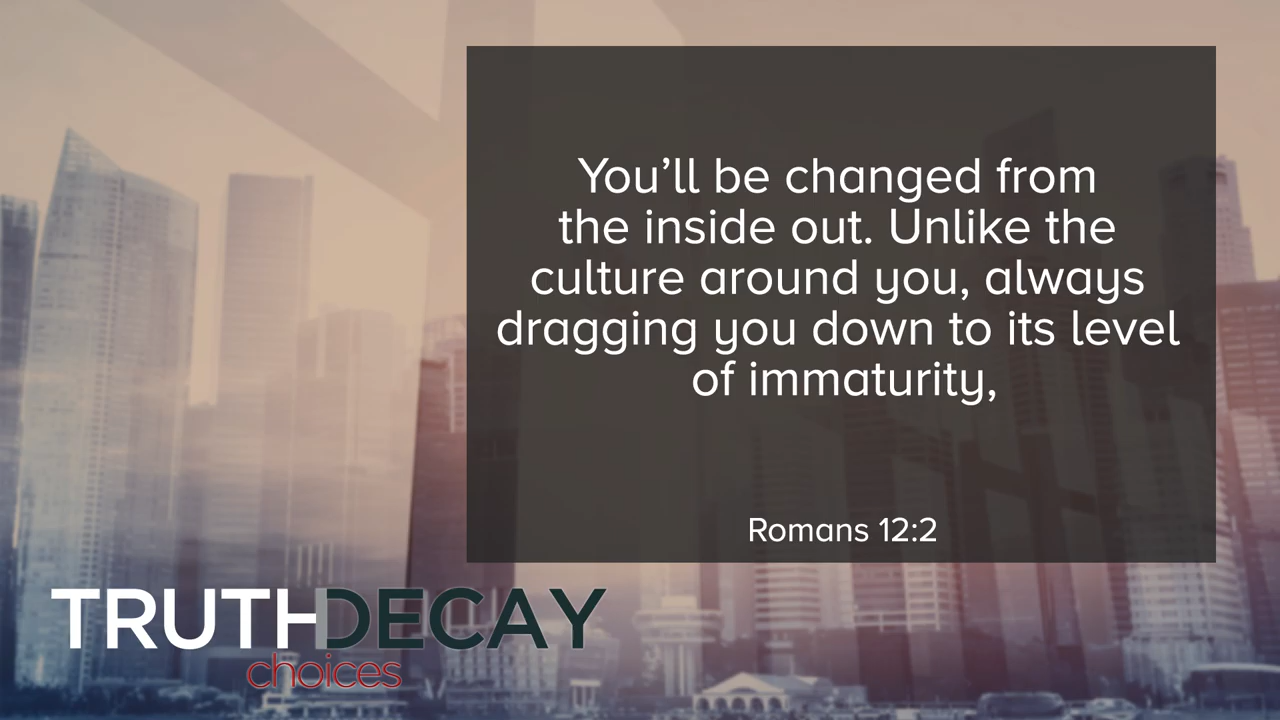 You’ll be changed from
the inside out. Unlike the
culture around you, always
dragging you down to its level
of immaturity,
Romans 12:2
TRUTHDECAY
choices